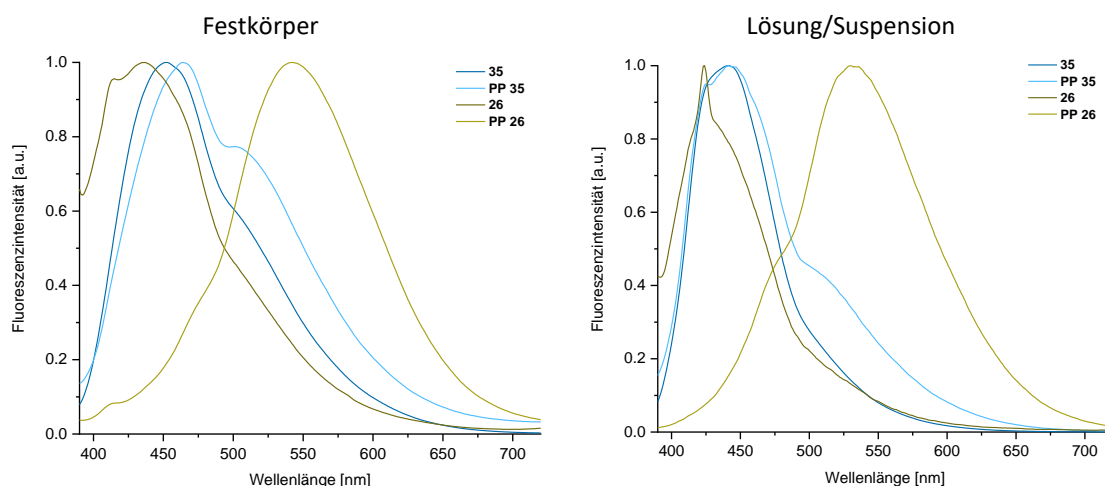 Festkörper
Lösung/Suspension
1.0
0.8
0.6
0.4
0.2
0.0
Fluoreszenzintensität [a.u.]
400 450 500 550 600 650 700
Wellenlänge [nm]
35
PP 35
26
PP 26
1.0
0.8
0.6
0.4
0.2
0.0
Fluoreszenzintensität [a.u.]
400 450 500 550 600 650 700
Wellenlänge [nm]
35
PP 35
26
PP 26